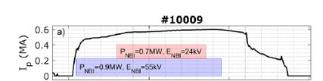 #10009
0.6
a)
P_NBI=0.7MW, E_NBI=24kV
0.4
I_p (MA)
0.2
P_NBI=0.9MW, E_NBI=55kV
0